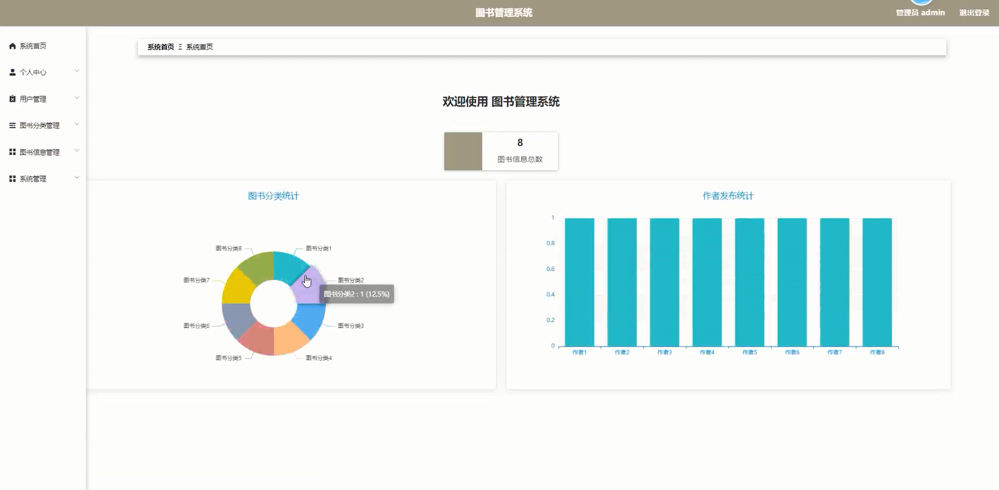 图书管理系统
管理员 admin 退出登录
系统首页
个人中心
用户管理
图书分类管理
图书信息管理
系统管理
系统首页 Ξ 系统首页
欢迎使用 图书管理系统
8
图书信息总数
图书分类统计
图书分类8 图书分类1
图书分类7 图书分类2
图书分类2 : 1 (12.5%)
图书分类6 图书分类3
图书分类5 图书分类4
作者发布统计
1
0.8
0.6
0.4
0.2
0
作者1 作者2 作者3 作者4 作者5 作者6 作者7 作者8